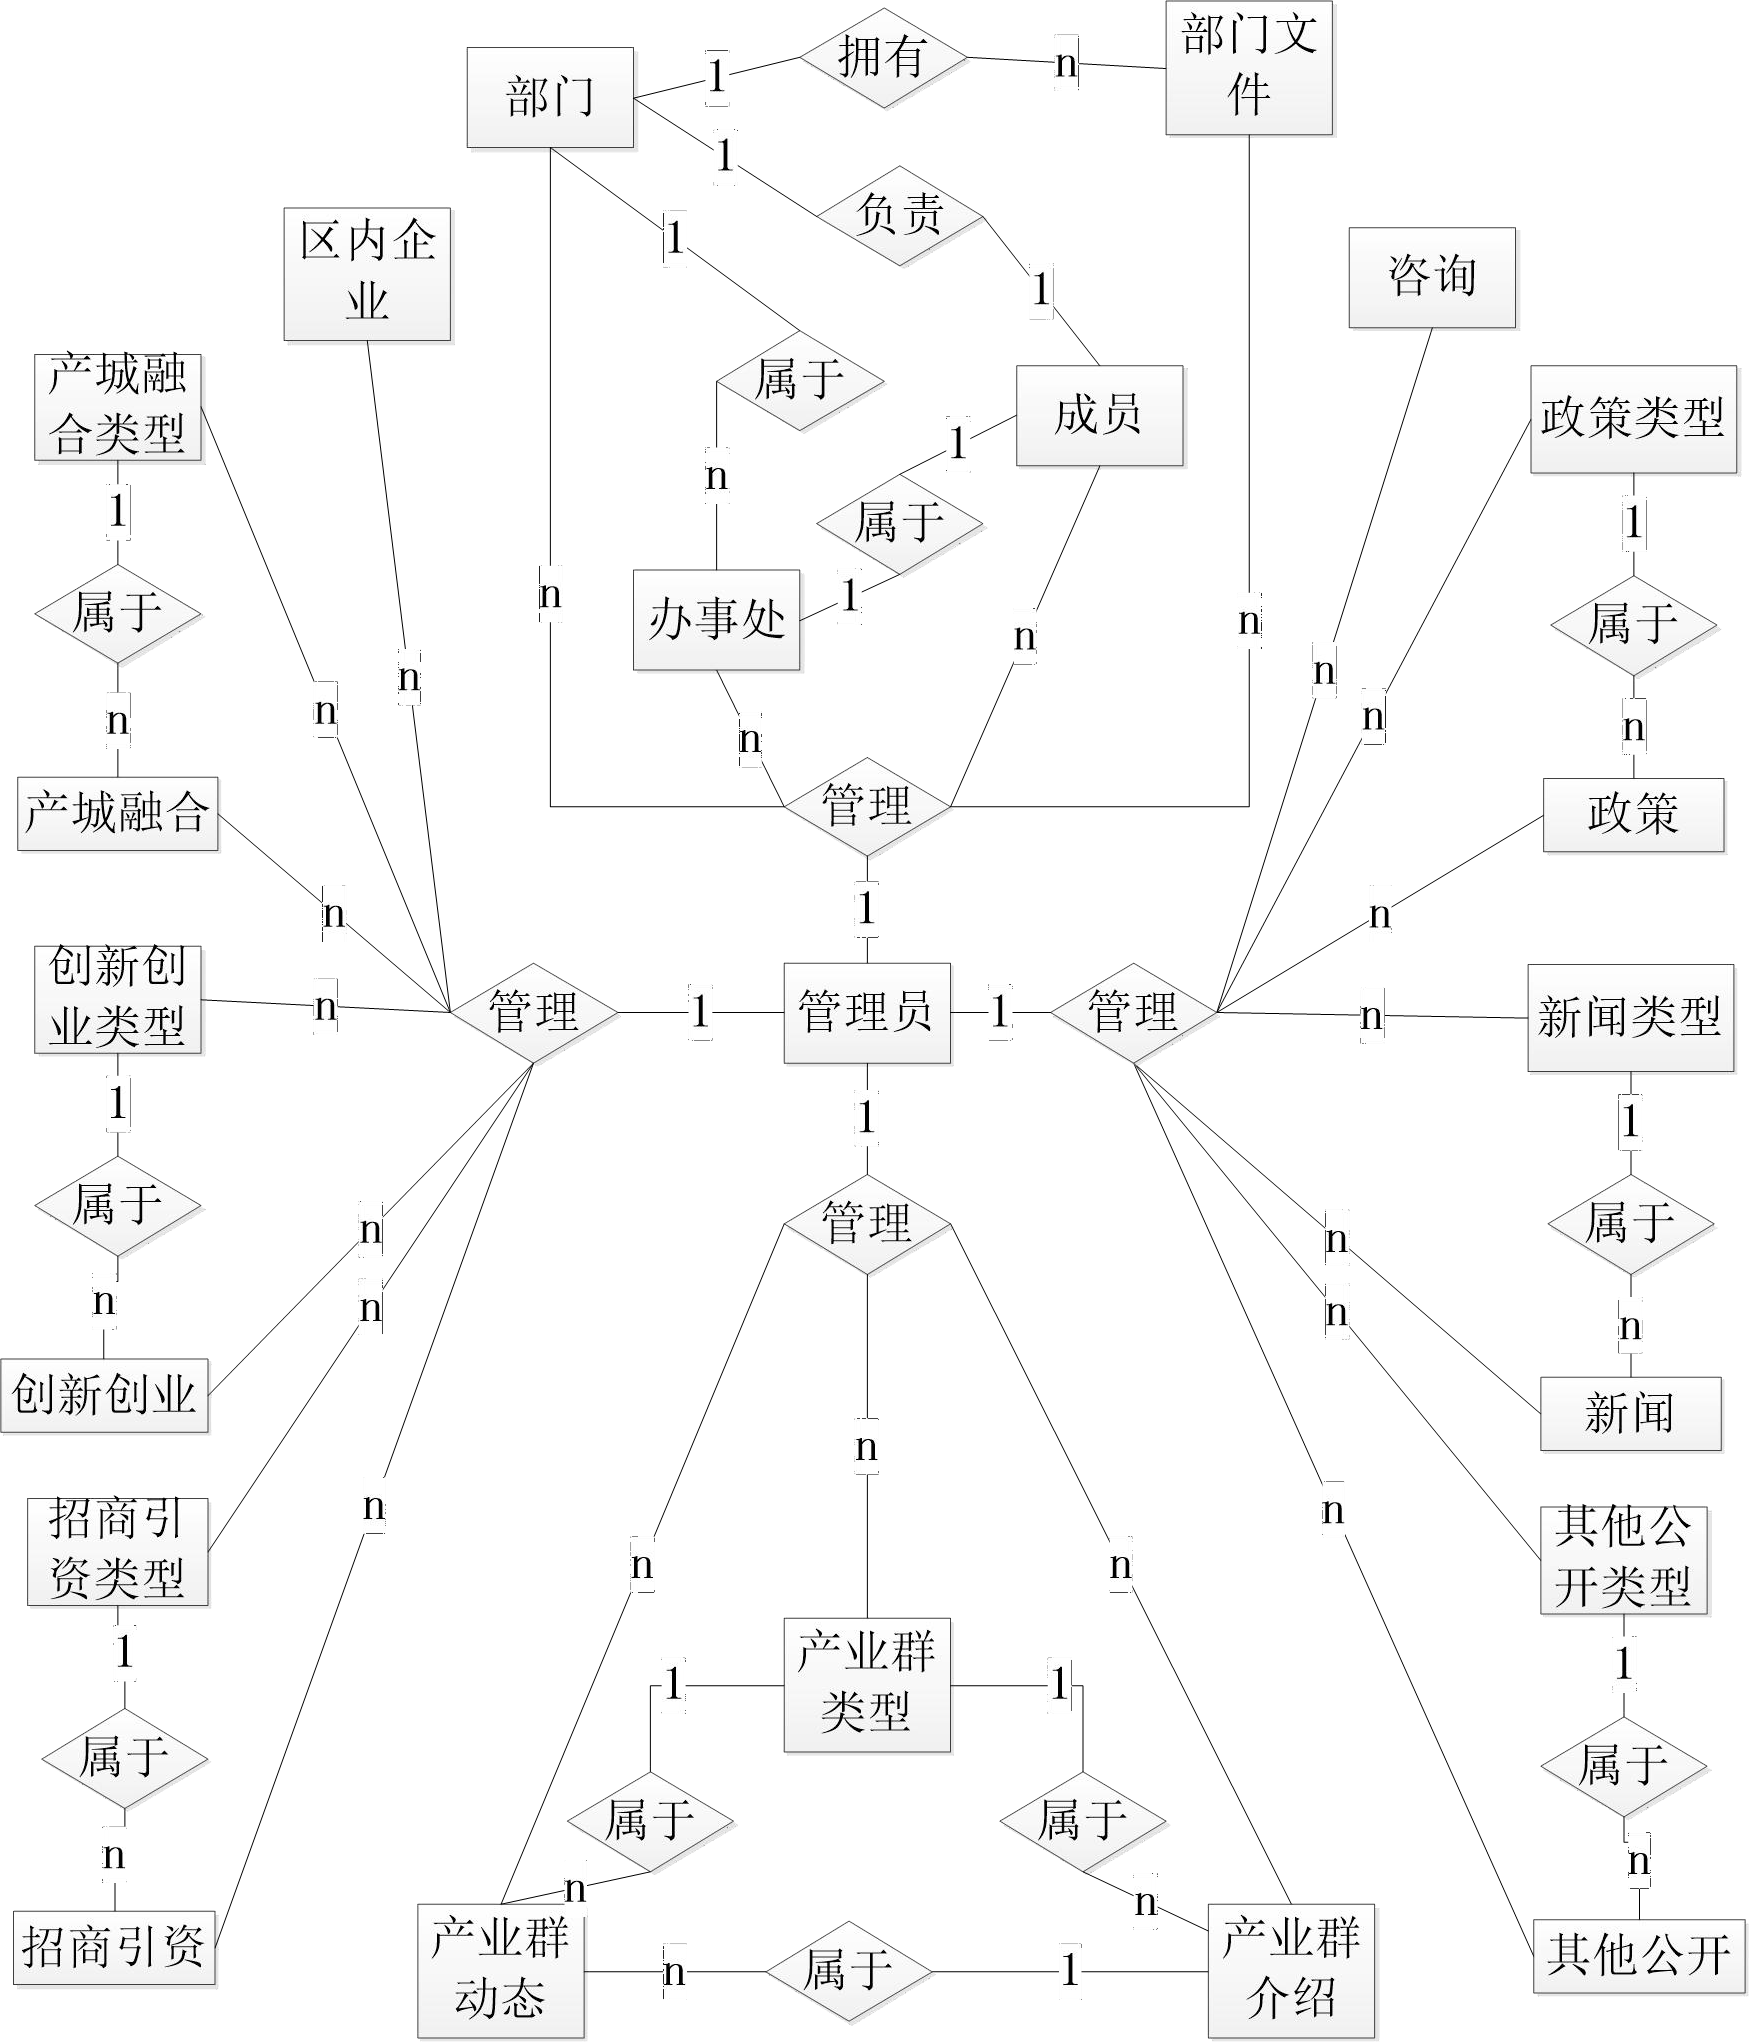 部门
1
拥有
n
部门文
件
1
负责
1
1
区内企
业
咨询
产城融
合类型
属于
成员
政策类型
1
n
1
属于
1
1
n
办事处
1
n
n
属于
属于
n
n
n
n
n
n
n
n
产城融合
管理
政策
n
1
n
创新创
业类型
n
管理
1
管理员
1
管理
n
新闻类型
1
1
1
属于
管理
属于
n
n
n
n
n
n
创新创业
n
新闻
招商引
资类型
n
n
其他公
开类型
n
n
1
产业群
类型
1
1
1
属于
属于
属于
属于
n
n
n
n
招商引资
产业群
动态
n
属于
1
产业群
介绍
其他公开